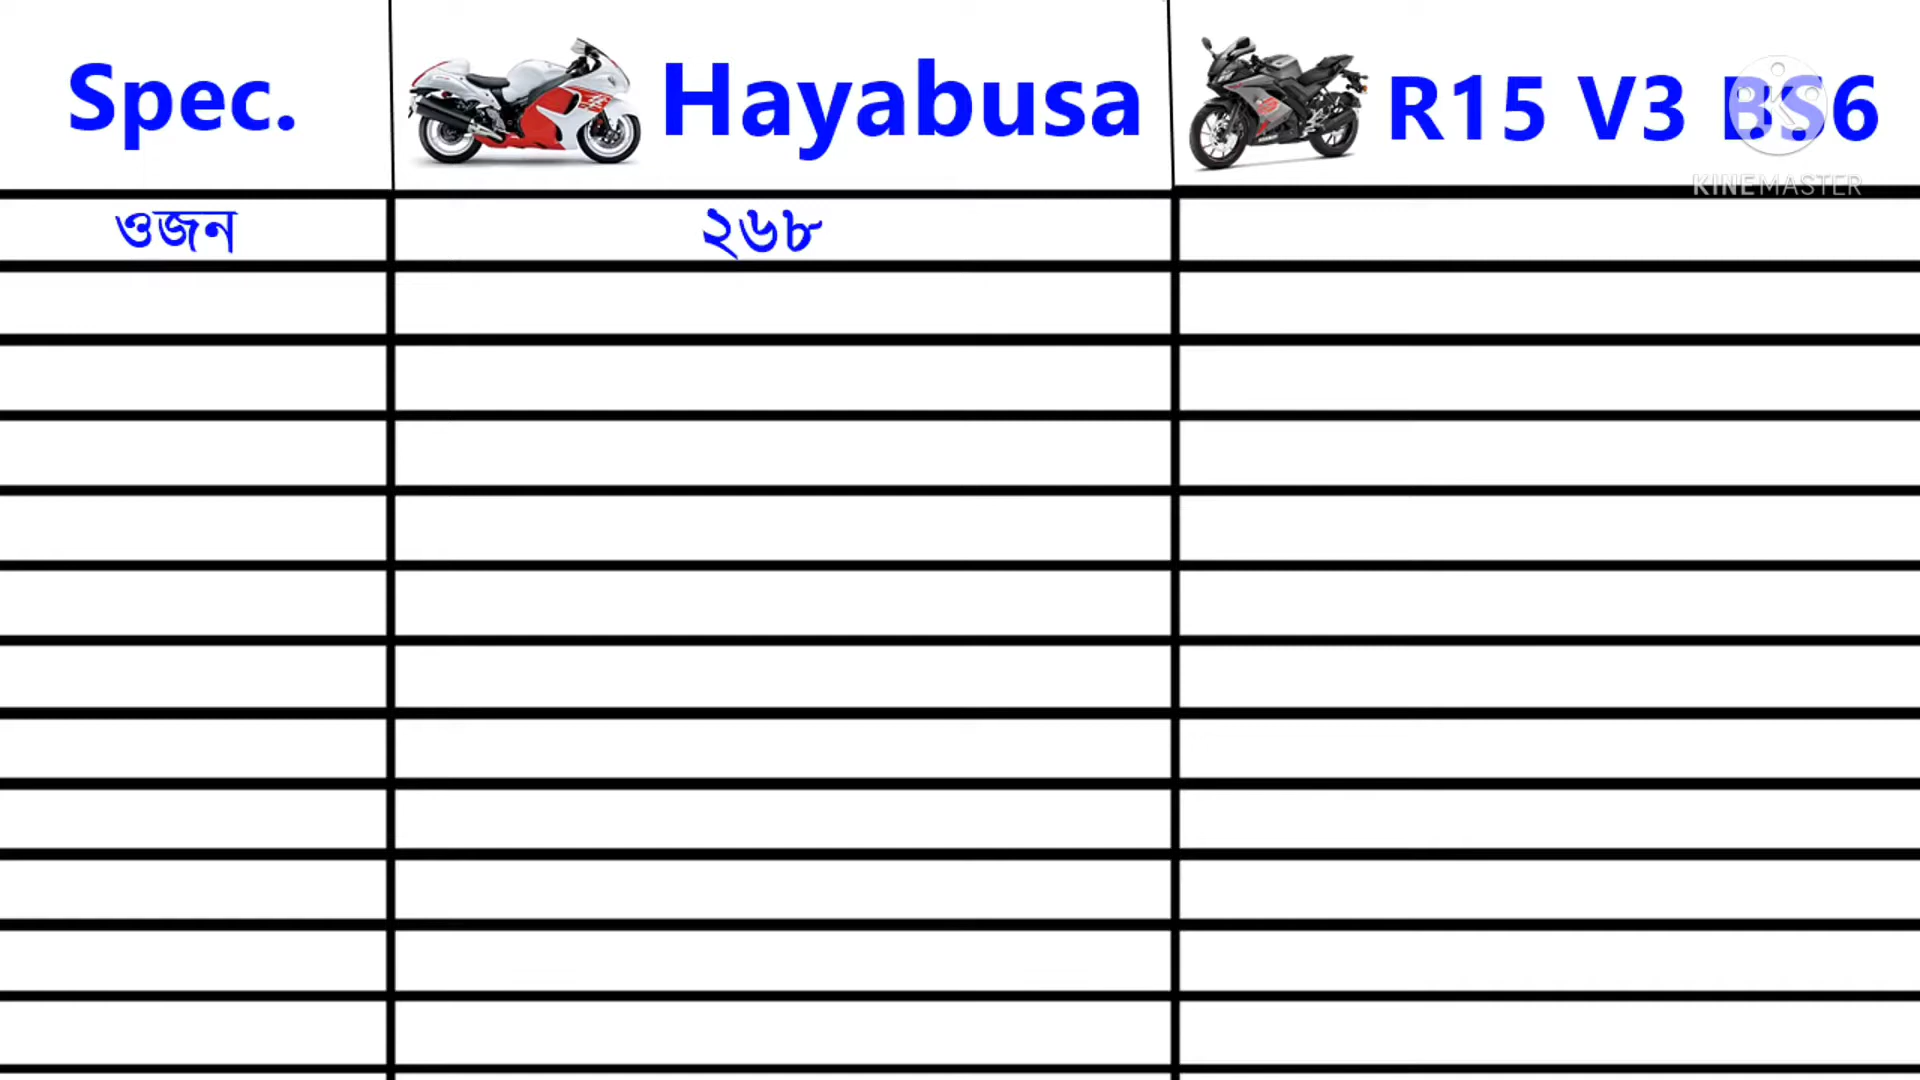 Spec.
Hayabusa
R15 V3 BS6
KINEMASTER
ওজন
২৬৮